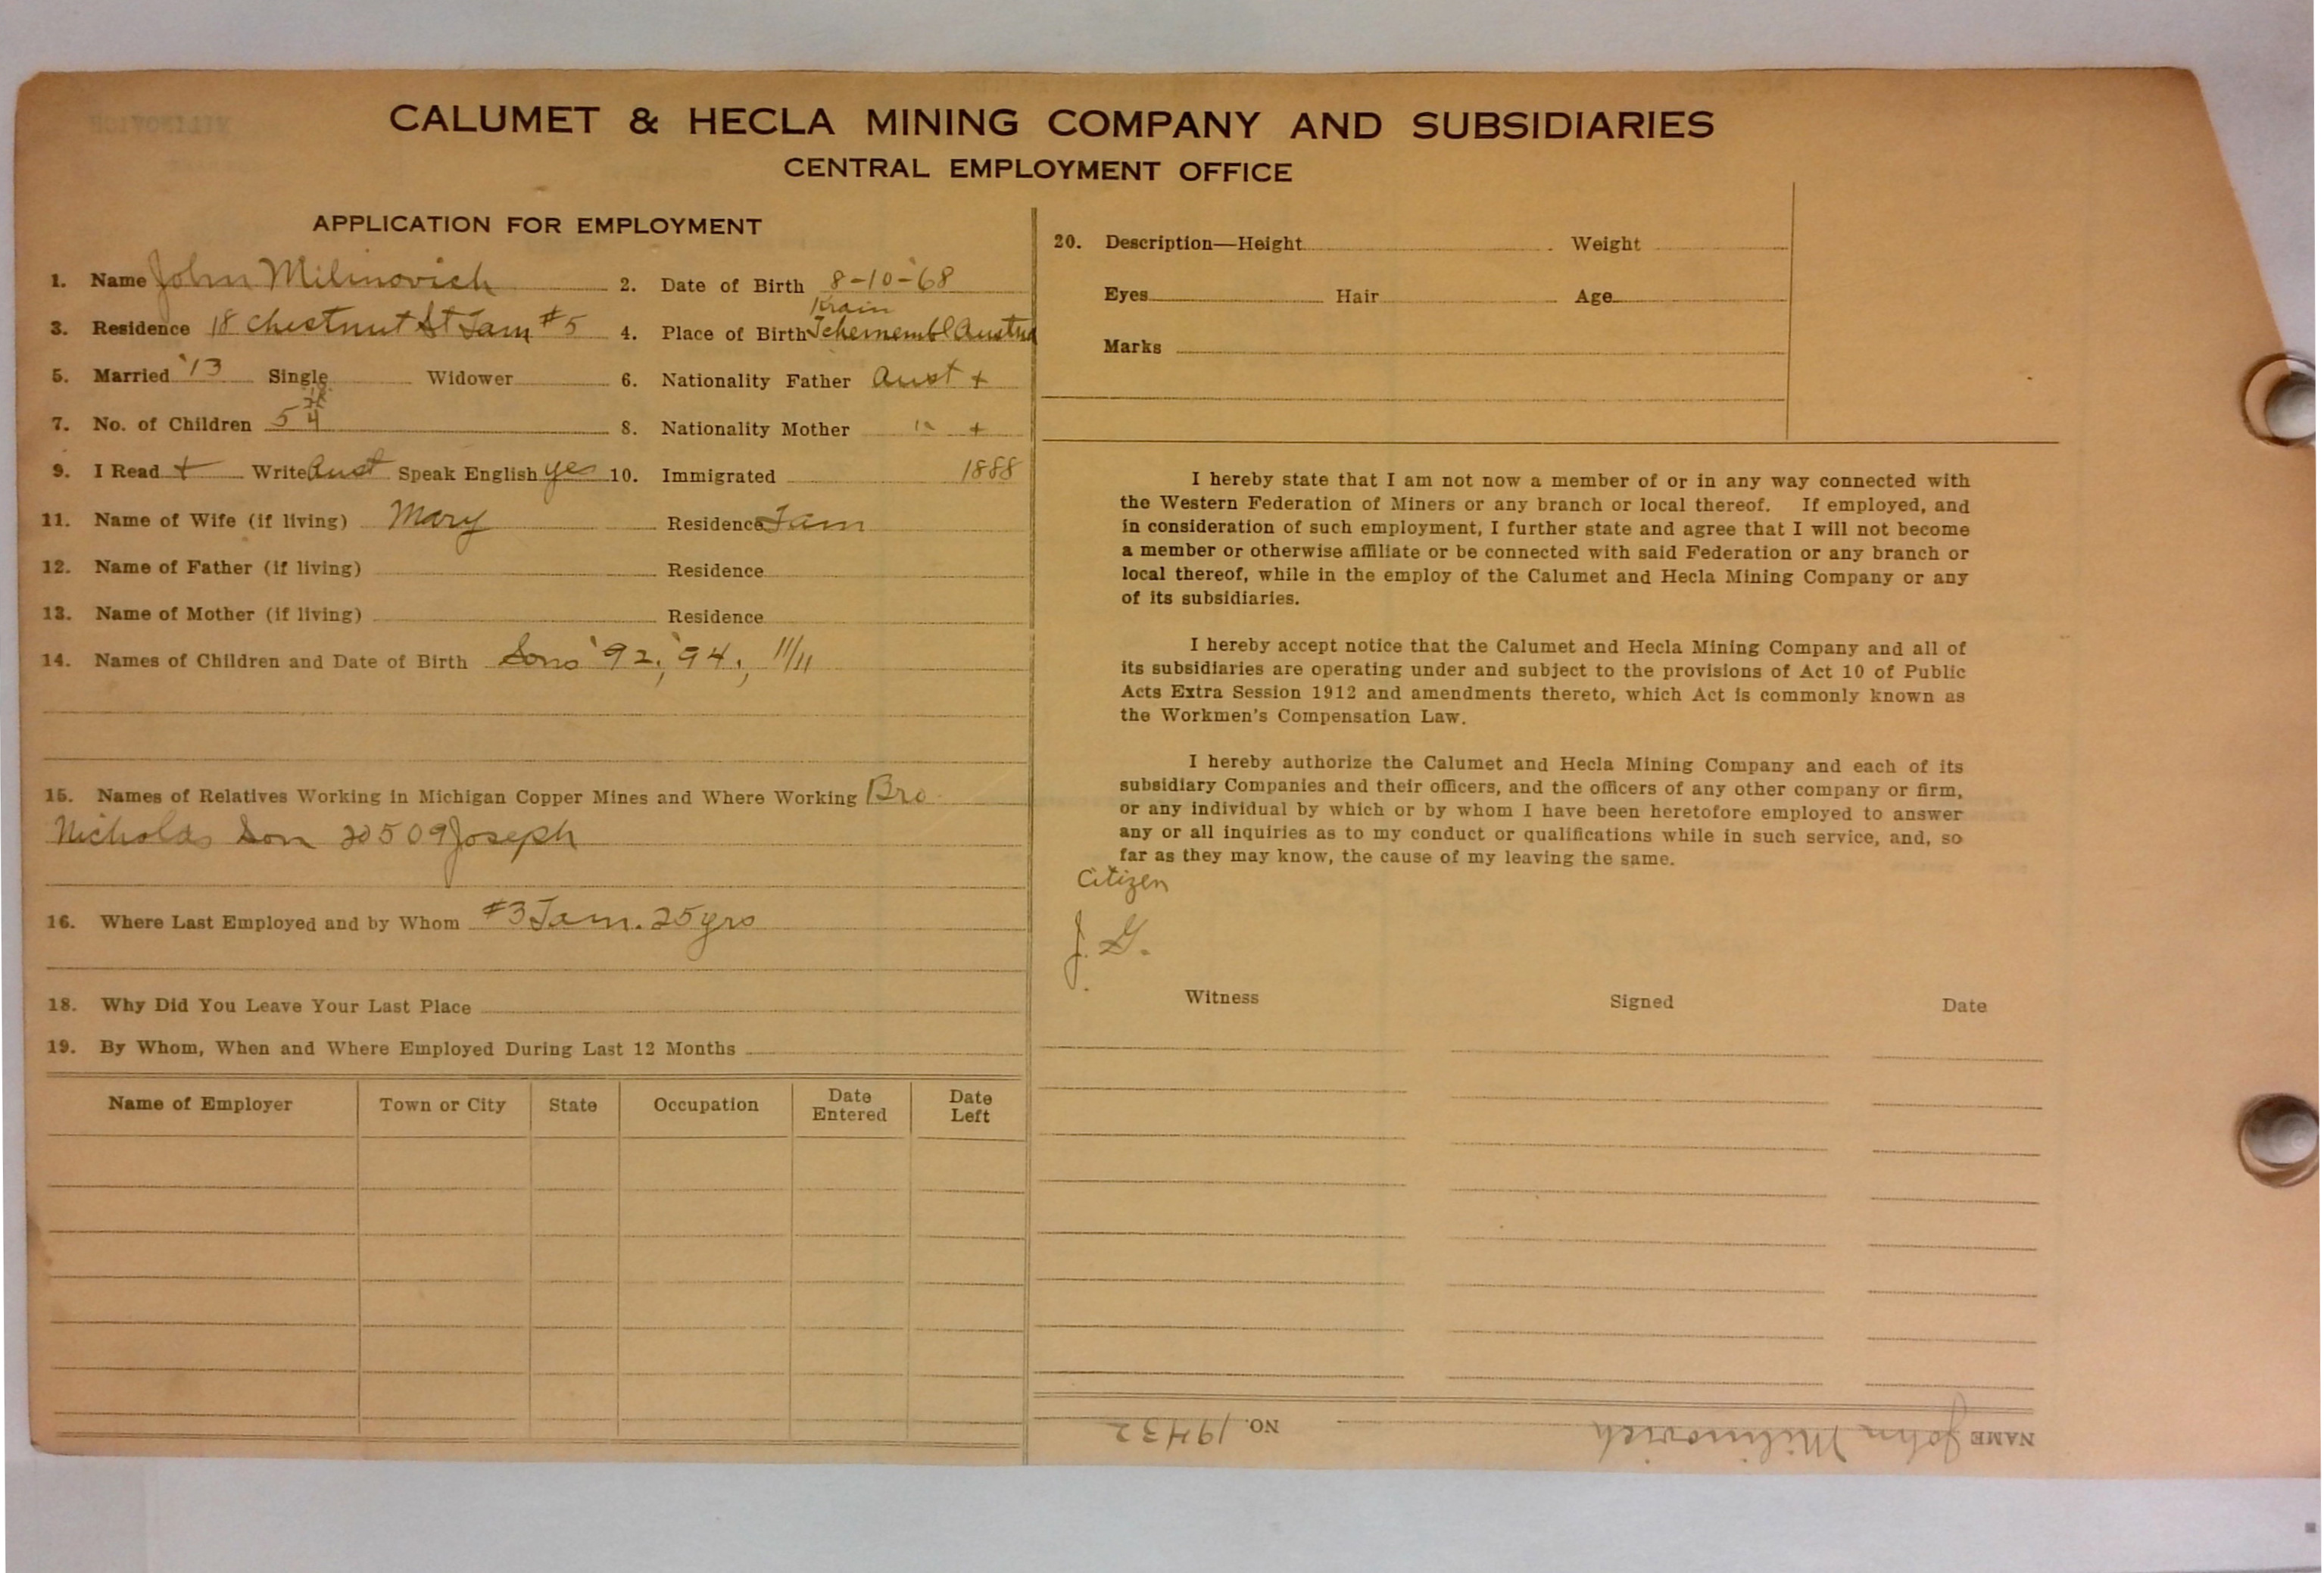 CALUMET & HECLA MINING COMPANY AND SUBSIDIARIES
CENTRAL EMPLOYMENT OFFICE
APPLICATION FOR EMPLOYMENT
1. Name John Milinovich 2. Date of Birth 8-10-'68
Krain
3. Residence 18 Chestnut St Tam #5 4. Place of Birth Tchernembl Austria
5. Married '13 Single Widower 6. Nationality Father Aust +
7. No. of Children 5 4 8. Nationality Mother " +
9. I Read + Write Aust Speak English yes 10. Immigrated 1888
11. Name of Wife (if living) Mary Residence Tam
12. Name of Father (if living) Residence
13. Name of Mother (if living) Residence
14. Names of Children and Date of Birth Sons '92, '94, 11/11
15. Names of Relatives Working in Michigan Copper Mines and Where Working Bro
Nicholas Son 20509 Joseph
16. Where Last Employed and by Whom #3 Tam. 25 yrs
18. Why Did You Leave Your Last Place
19. By Whom, When and Where Employed During Last 12 Months
Name of Employer Town or City State Occupation Date Entered Date Left
20. Description—Height Weight
Eyes Hair Age
Marks
I hereby state that I am not now a member of or in any way connected with
the Western Federation of Miners or any branch or local thereof. If employed, and
in consideration of such employment, I further state and agree that I will not become
a member or otherwise affiliate or be connected with said Federation or any branch or
local thereof, while in the employ of the Calumet and Hecla Mining Company or any
of its subsidiaries.
I hereby accept notice that the Calumet and Hecla Mining Company and all of
its subsidiaries are operating under and subject to the provisions of Act 10 of Public
Acts Extra Session 1912 and amendments thereto, which Act is commonly known as
the Workmen's Compensation Law.
I hereby authorize the Calumet and Hecla Mining Company and each of its
subsidiary Companies and their officers, and the officers of any other company or firm,
or any individual by which or by whom I have been heretofore employed to answer
any or all inquiries as to my conduct or qualifications while in such service, and, so
far as they may know, the cause of my leaving the same.
Citizen
J. G.
Witness Signed Date
NAME John Milinovich NO. 19432